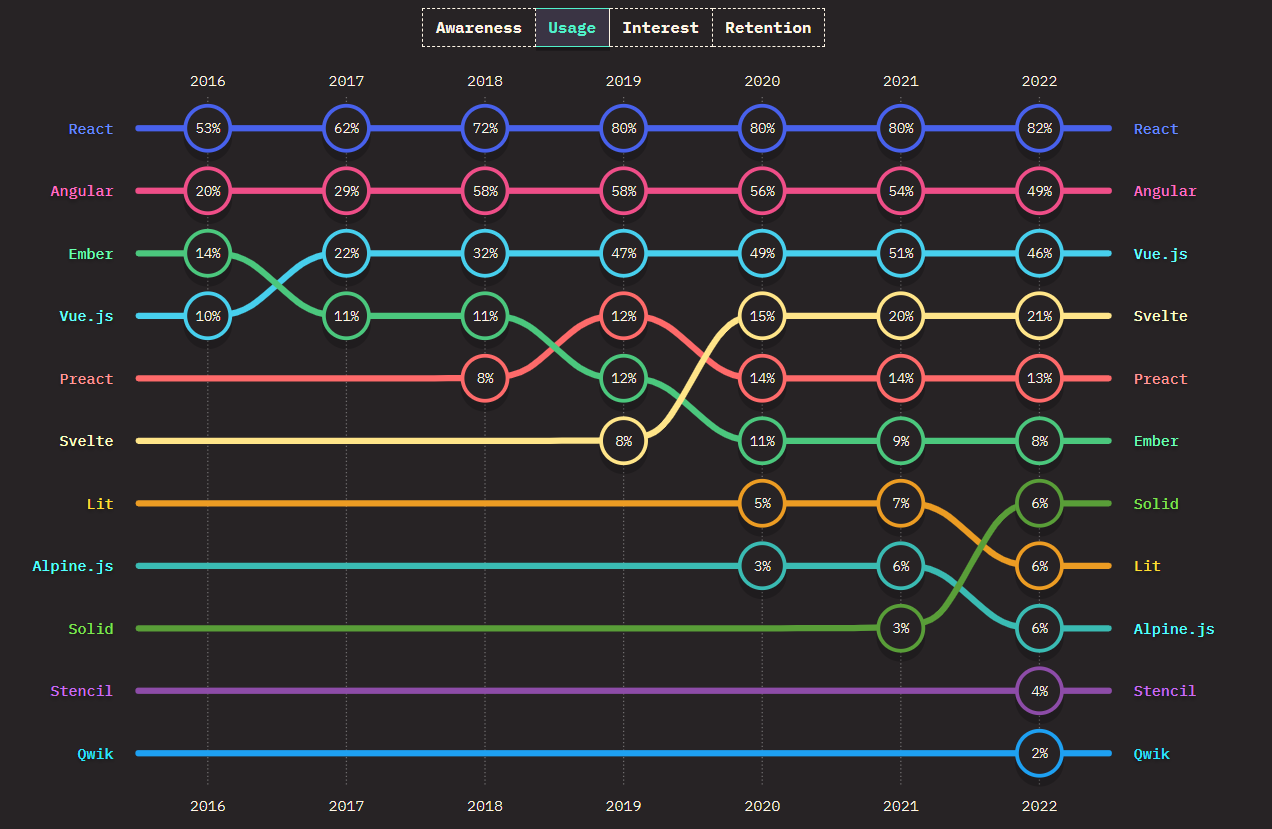 Awareness Usage Interest Retention
2016 2017 2018 2019 2020 2021 2022
React 53% 62% 72% 80% 80% 80% 82% React
Angular 20% 29% 58% 58% 56% 54% 49% Angular
Ember 14% 22% 32% 47% 49% 51% 46% Vue.js
Vue.js 10% 11% 11% 12% 15% 20% 21% Svelte
Preact 8% 12% 14% 14% 13% Preact
Svelte 8% 11% 9% 8% Ember
Lit 5% 7% 6% Solid
Alpine.js 3% 6% 6% Lit
Solid 3% 6% Alpine.js
Stencil 4% Stencil
Qwik 2% Qwik
2016 2017 2018 2019 2020 2021 2022